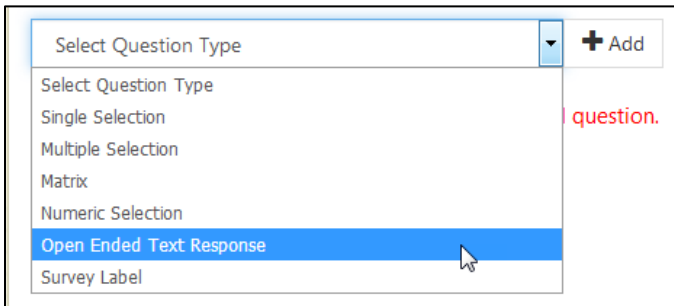 Select Question Type
Add
Select Question Type
Single Selection
question.
Multiple Selection
Matrix
Numeric Selection
Open Ended Text Response
Survey Label